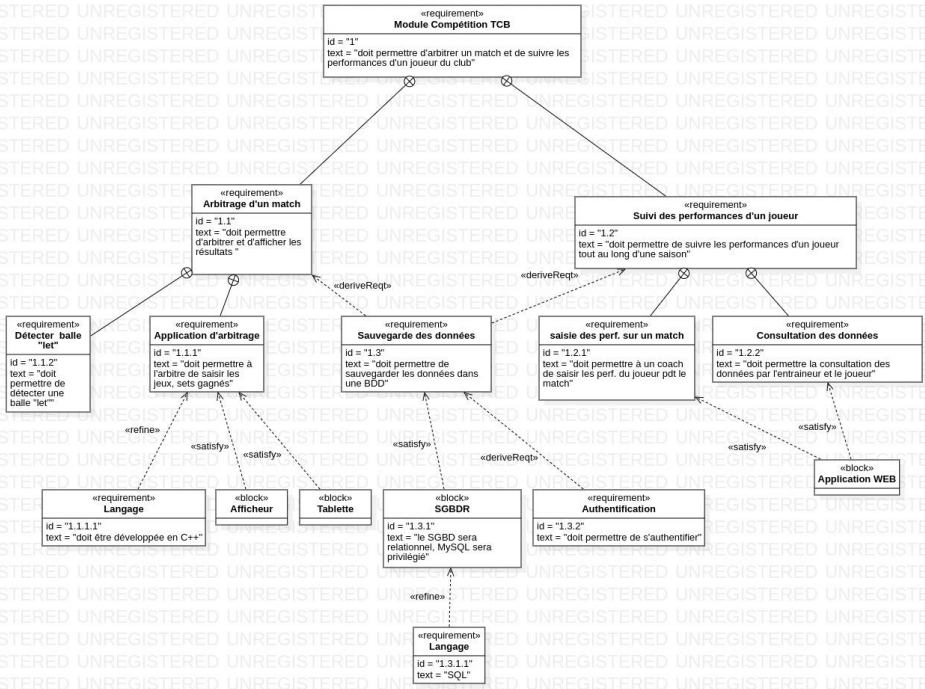 «requirement»
Module Compétition TCB
id = "1"
text = "doit permettre d'arbitrer un match et de suivre les
performances d'un joueur du club"
«requirement»
Arbitrage d'un match
id = "1.1"
text = "doit permettre
d'arbitrer et d'afficher les
résultats "
«requirement»
Suivi des performances d'un joueur
id = "1.2"
text = "doit permetre de suivre les performances d'un joueur
tout au long d'une saison"
«deriveReqt»
«deriveReqt»
«requirement»
Détecter balle
"let"
id = "1.1.2"
text = "doit
permettre de
détecter une
balle "let""
«requirement»
Application d'arbitrage
id = "1.1.1"
text = "doit permettre à
l'arbitre de saisir les
jeux, sets gagnés"
«requirement»
Sauvegarde des données
id = "1.3"
text = "doit permetre de
sauvegarder les données dans
une BDD"
«requirement»
saisie des perf. sur un match
id = "1.2.1"
text = "doit permettre à un coach
de saisir les perf. du joueur pdt le
match"
«requirement»
Consultation des données
id = "1.2.2"
text = "doit permettre la consultation des
données par l'entraineur et le joueur"
«refine»
«satisfy»
«satisfy»
«satisfy»
«deriveReqt»
«satisfy»
«satisfy»
«block»
Application WEB
«requirement»
Langage
id = "1.1.1.1"
text = "doit être développée en C++"
«block»
Afficheur
«block»
Tablette
«block»
SGBDR
id = "1.3.1"
text = "le SGBD sera
relationnel, MySQL sera
privilégié"
«requirement»
Authentification
id = "1.3.2"
text = "doit permetre de s'authentifier"
«refine»
«requirement»
Langage
id = "1.3.1.1"
text = "SQL"